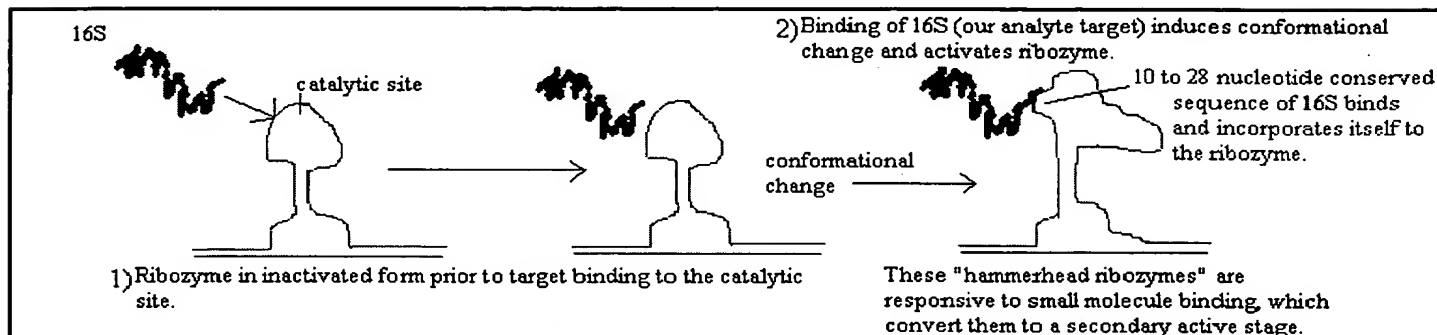 16S
catalytic site
1) Ribozyme in inactivated form prior to target binding to the catalytic
site.
conformational
change
2) Binding of 16S (our analyte target) induces conformational
change and activates ribozyme.
10 to 28 nucleotide conserved
sequence of 16S binds
and incorporates itself to
the ribozyme.
These "hammerhead ribozymes" are
responsive to small molecule binding, which
convert them to a secondary active stage.